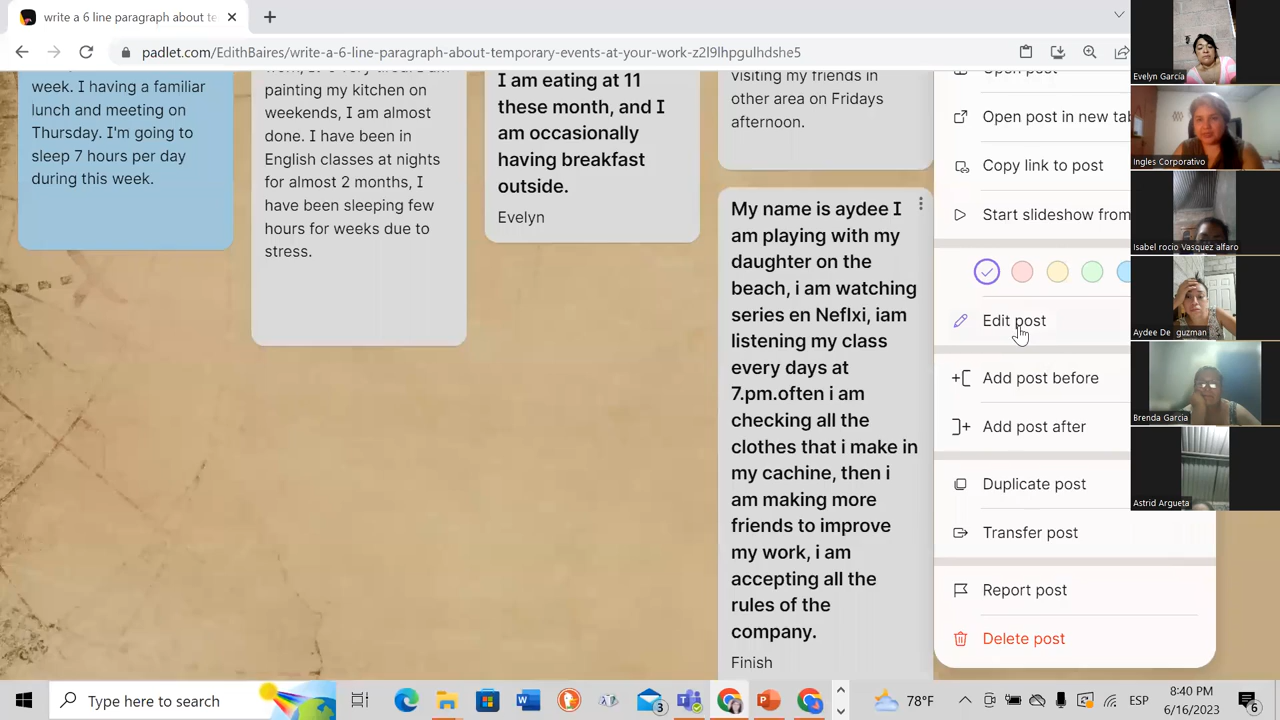 write a 6 line paragraph about te
padlet.com/EdithBaires/write-a-6-line-paragraph-about-temporary-events-at-your-work-z2l9lhpgulhdshe5
week. I having a familiar
lunch and meeting on
Thursday. I'm going to
sleep 7 hours per day
during this week.
painting my kitchen on
weekends, I am almost
done. I have been in
English classes at nights
for almost 2 months, I
have been sleeping few
hours for weeks due to
stress.
I am eating at 11
these month, and I
am occasionally
having breakfast
outside.
Evelyn
visiting my friends in
other area on Fridays
afternoon.
My name is aydee I
am playing with my
daughter on the
beach, i am watching
series en Neflxi, iam
listening my class
every days at
7.pm.often i am
checking all the
clothes that i make in
my cachine, then i
am making more
friends to improve
my work, i am
accepting all the
rules of the
company.
Finish
Open post
Open post in new tab
Copy link to post
Start slideshow from
Edit post
Add post before
Add post after
Duplicate post
Transfer post
Report post
Delete post
Evelyn García
Ingles Corporativo
Isabel rocio Vasquez alfaro
Aydee De guzman
Brenda Garcia
Astrid Argueta
Type here to search
3
78°F
ESP
8:40 PM
6/16/2023
6